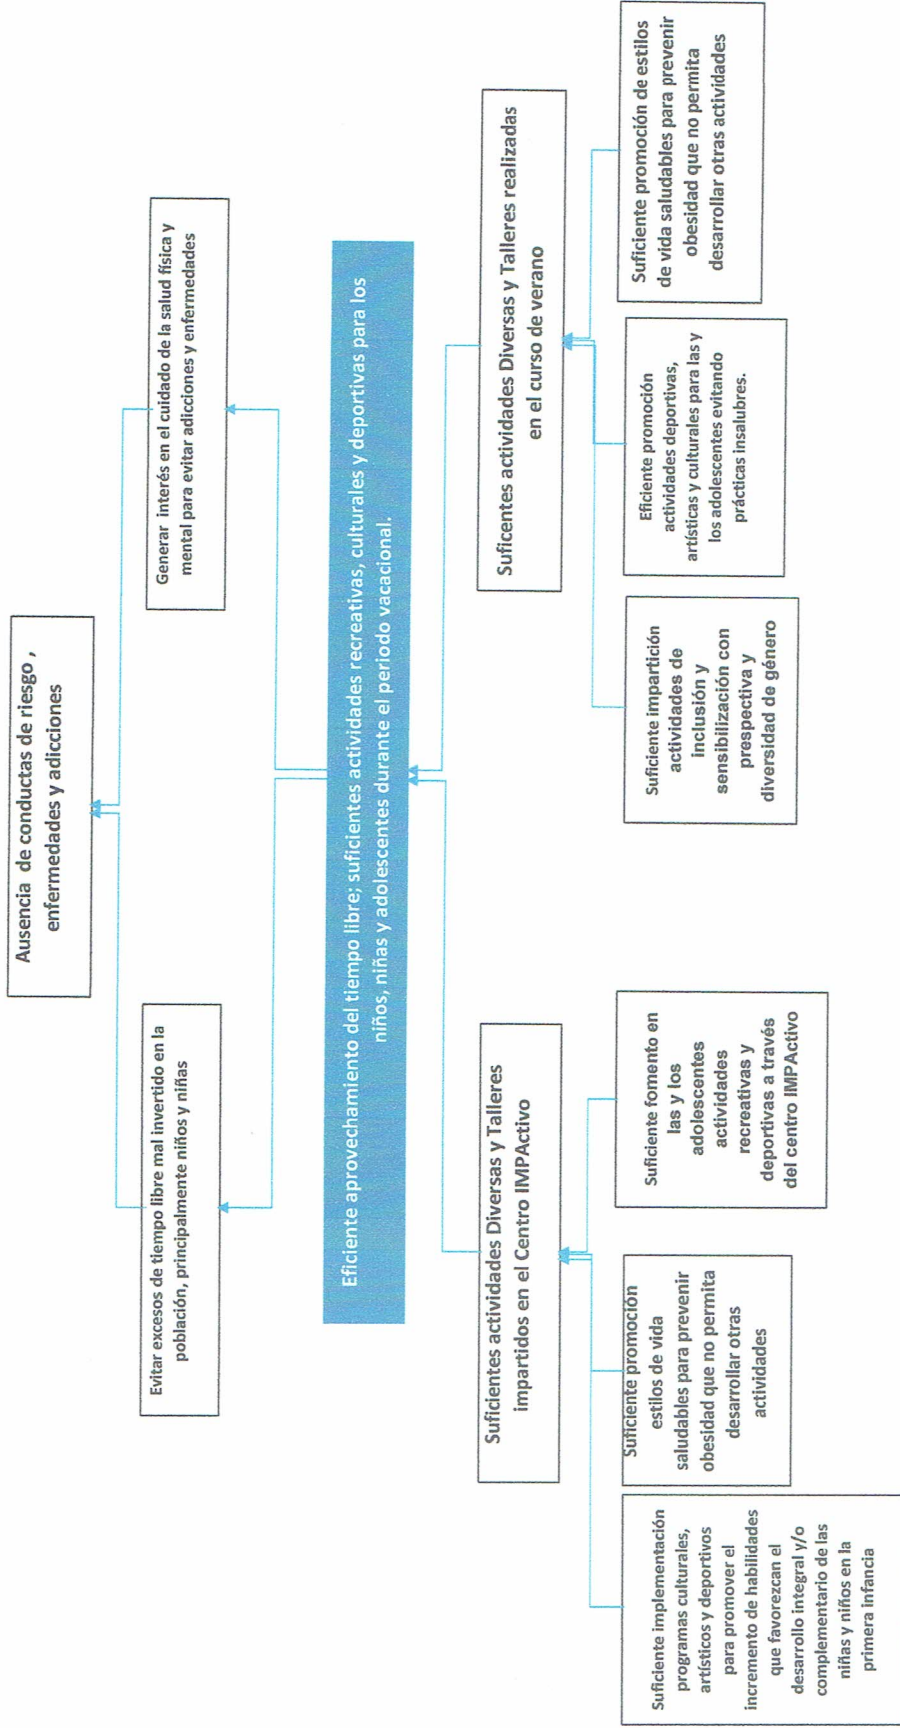 Ausencia de conductas de riesgo ,
enfermedades y adicciones
Evitar excesos de tiempo libre mal invertido en la
población, principalmente niños y niñas
Generar interés en el cuidado de la salud física y
mental para evitar adicciones y enfermedades
Eficiente aprovechamiento del tiempo libre; suficientes actividades recreativas, culturales y deportivas para los
niños, niñas y adolescentes durante el periodo vacacional.
Suficientes actividades Diversas y Talleres
impartidos en el Centro IMPActivo
Suficentes actividades Diversas y Talleres realizadas
en el curso de verano
Suficiente implementación
programas culturales,
artísticos y deportivos
para promover el
incremento de habilidades
que favorezcan el
desarrollo integral y/o
complementario de las
niñas y niños en la
primera infancia
Suficiente promoción
estilos de vida
saludables para prevenir
obesidad que no permita
desarrollar otras
actividades
Suficiente fomento en
las y los
adolescentes
actividades
recreativas y
deportivas a través
del centro IMPActivo
Suficiente impartición
actividades de
inclusión y
sensibilización con
prespectiva y
diversidad de género
Eficiente promoción
actividades deportivas,
artísticas y culturales para las y
los adolescentes evitando
prácticas insalubres.
Suficiente promoción de estilos
de vida saludables para prevenir
obesidad que no permita
desarrollar otras actividades